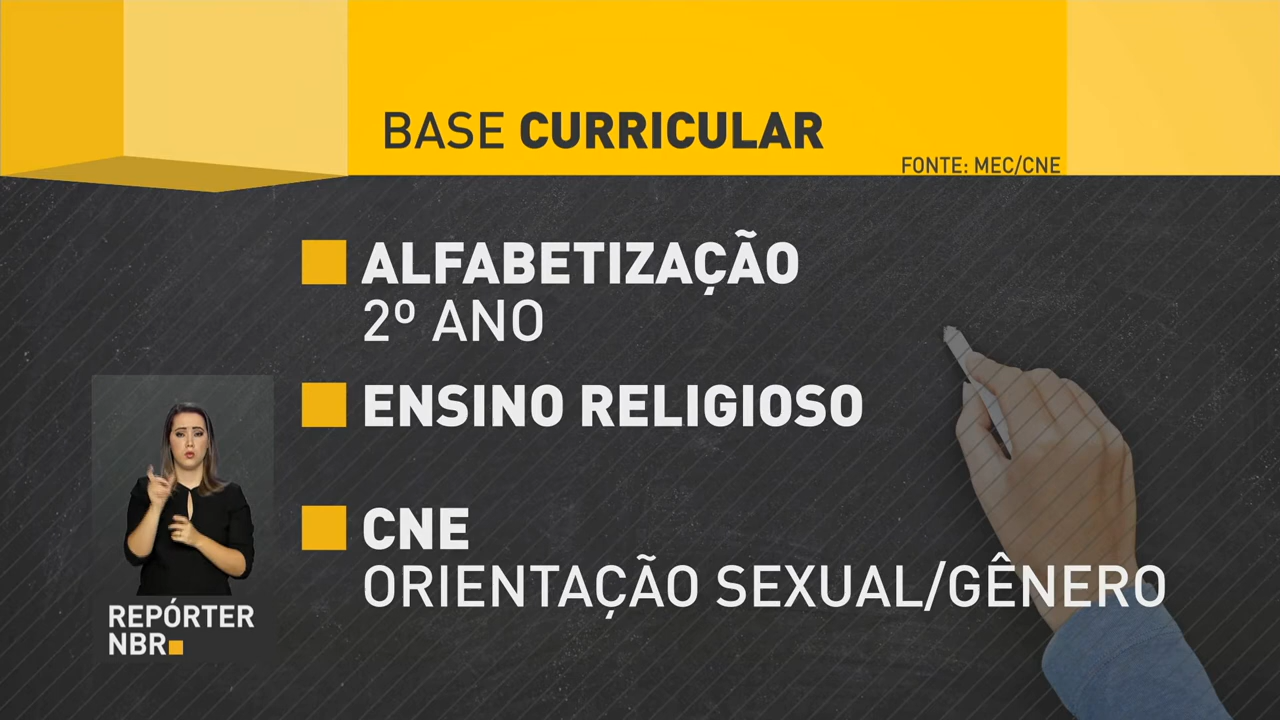 BASE CURRICULAR
FONTE: MEC/CNE
ALFABETIZAÇÃO
2º ANO
ENSINO RELIGIOSO
CNE
ORIENTAÇÃO SEXUAL/GÊNERO
REPÓRTER
NBR